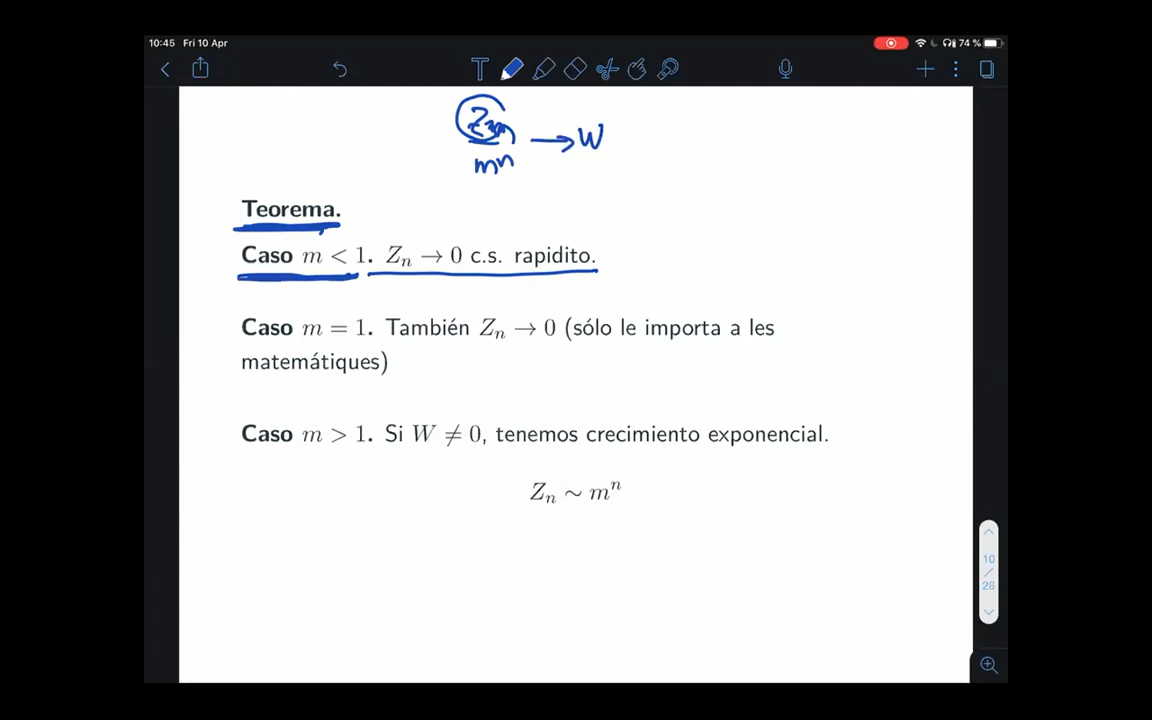 10:45 Fri 10 Apr
74 %
Zn
mn
→ W
Teorema.
Caso m < 1. Zn → 0 c.s. rapidito.
Caso m = 1. También Zn → 0 (sólo le importa a les
matemátiques)
Caso m > 1. Si W ≠ 0, tenemos crecimiento exponencial.
Zn ∼ mⁿ
10
/
28